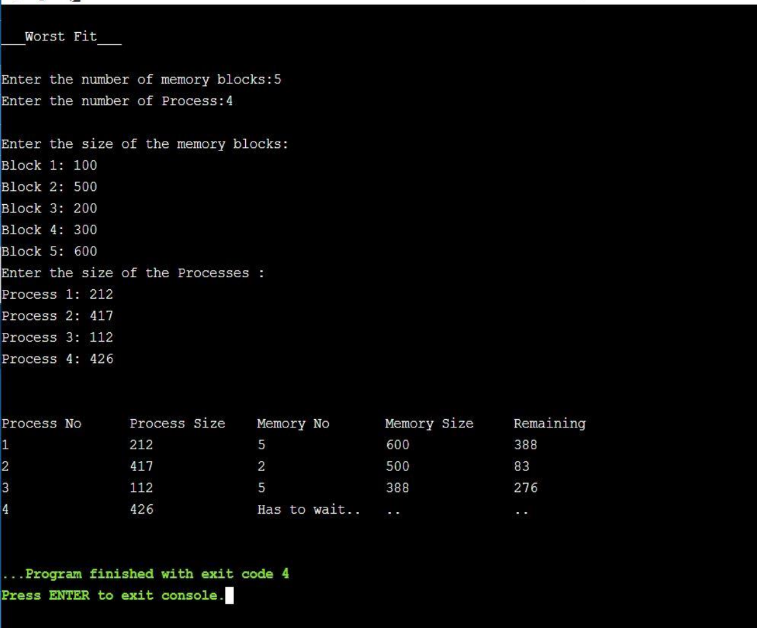 ___Worst Fit___
Enter the number of memory blocks:5
Enter the number of Process:4
Enter the size of the memory blocks:
Block 1: 100
Block 2: 500
Block 3: 200
Block 4: 300
Block 5: 600
Enter the size of the Processes :
Process 1: 212
Process 2: 417
Process 3: 112
Process 4: 426
Process No Process Size Memory No Memory Size Remaining
1 212 5 600 388
2 417 2 500 83
3 112 5 388 276
4 426 Has to wait.. .. ..
...Program finished with exit code 4
Press ENTER to exit console.